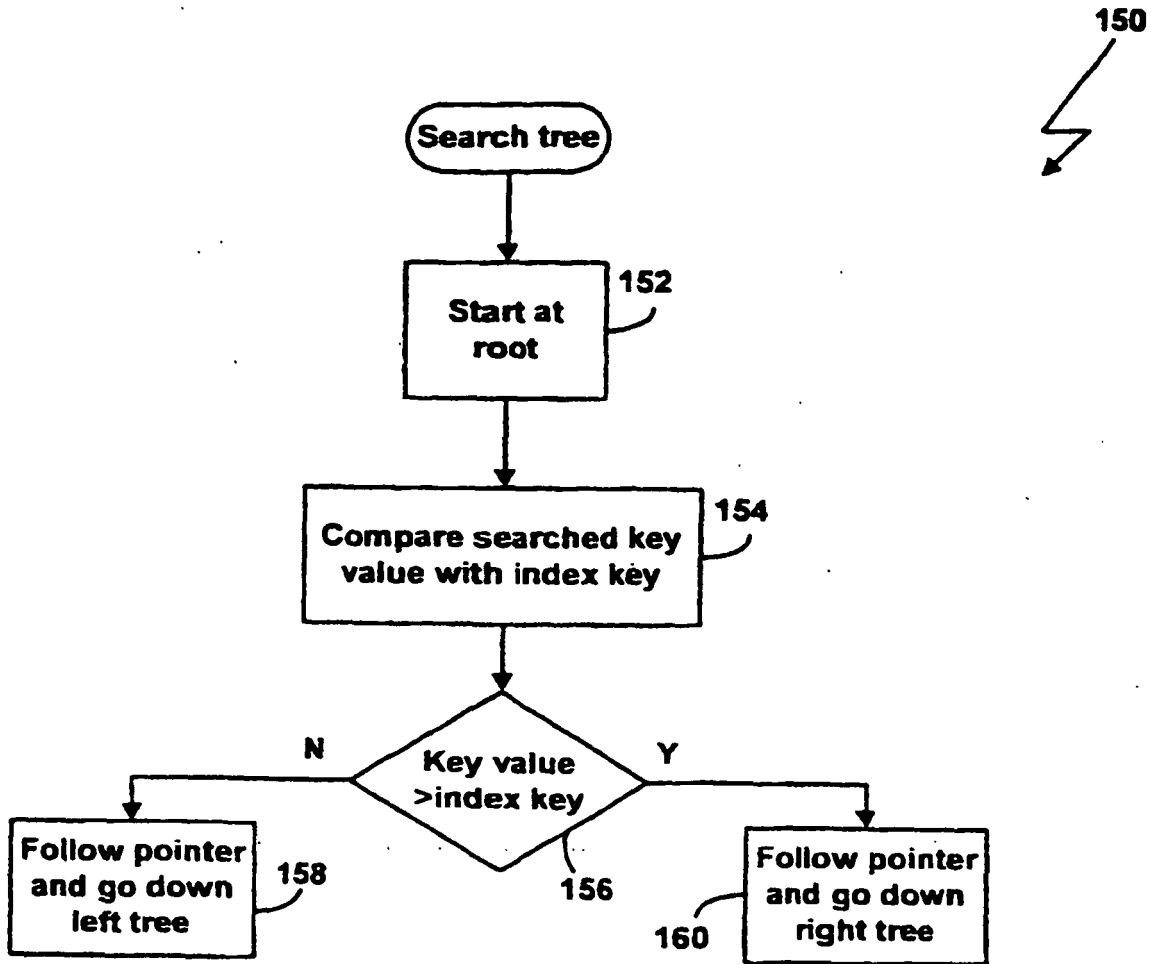 150
Search tree
152
Start at
root
154
Compare searched key
value with index key
N
Y
Key value
>index key
156
Follow pointer
and go down
left tree
158
Follow pointer
and go down
right tree
160